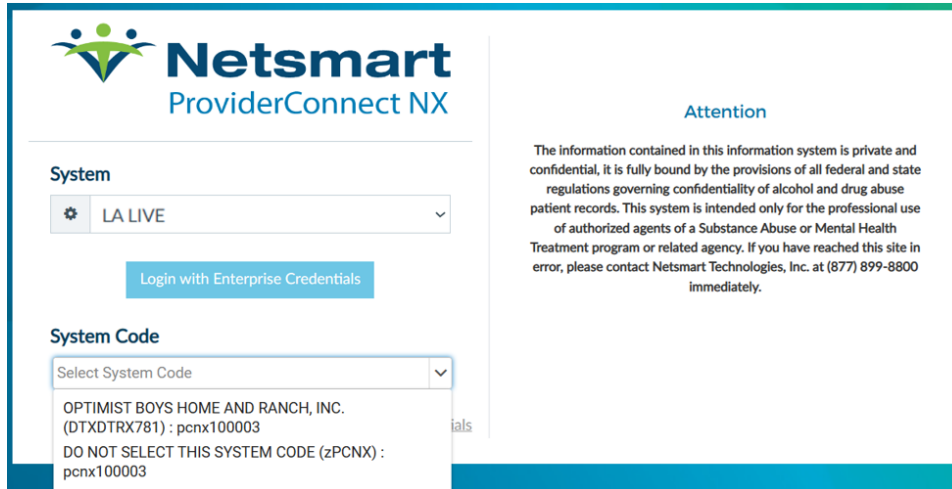 Netsmart
ProviderConnect NX
System
LA LIVE
Login with Enterprise Credentials
System Code
Select System Code
OPTIMIST BOYS HOME AND RANCH, INC.
(DTXDTRX781) : pcnx100003
DO NOT SELECT THIS SYSTEM CODE (zPCNX) :
pcnx100003
ials
Attention
The information contained in this information system is private and
confidential, it is fully bound by the provisions of all federal and state
regulations governing confidentiality of alcohol and drug abuse
patient records. This system is intended only for the professional use
of authorized agents of a Substance Abuse or Mental Health
Treatment program or related agency. If you have reached this site in
error, please contact Netsmart Technologies, Inc. at (877) 899-8800
immediately.